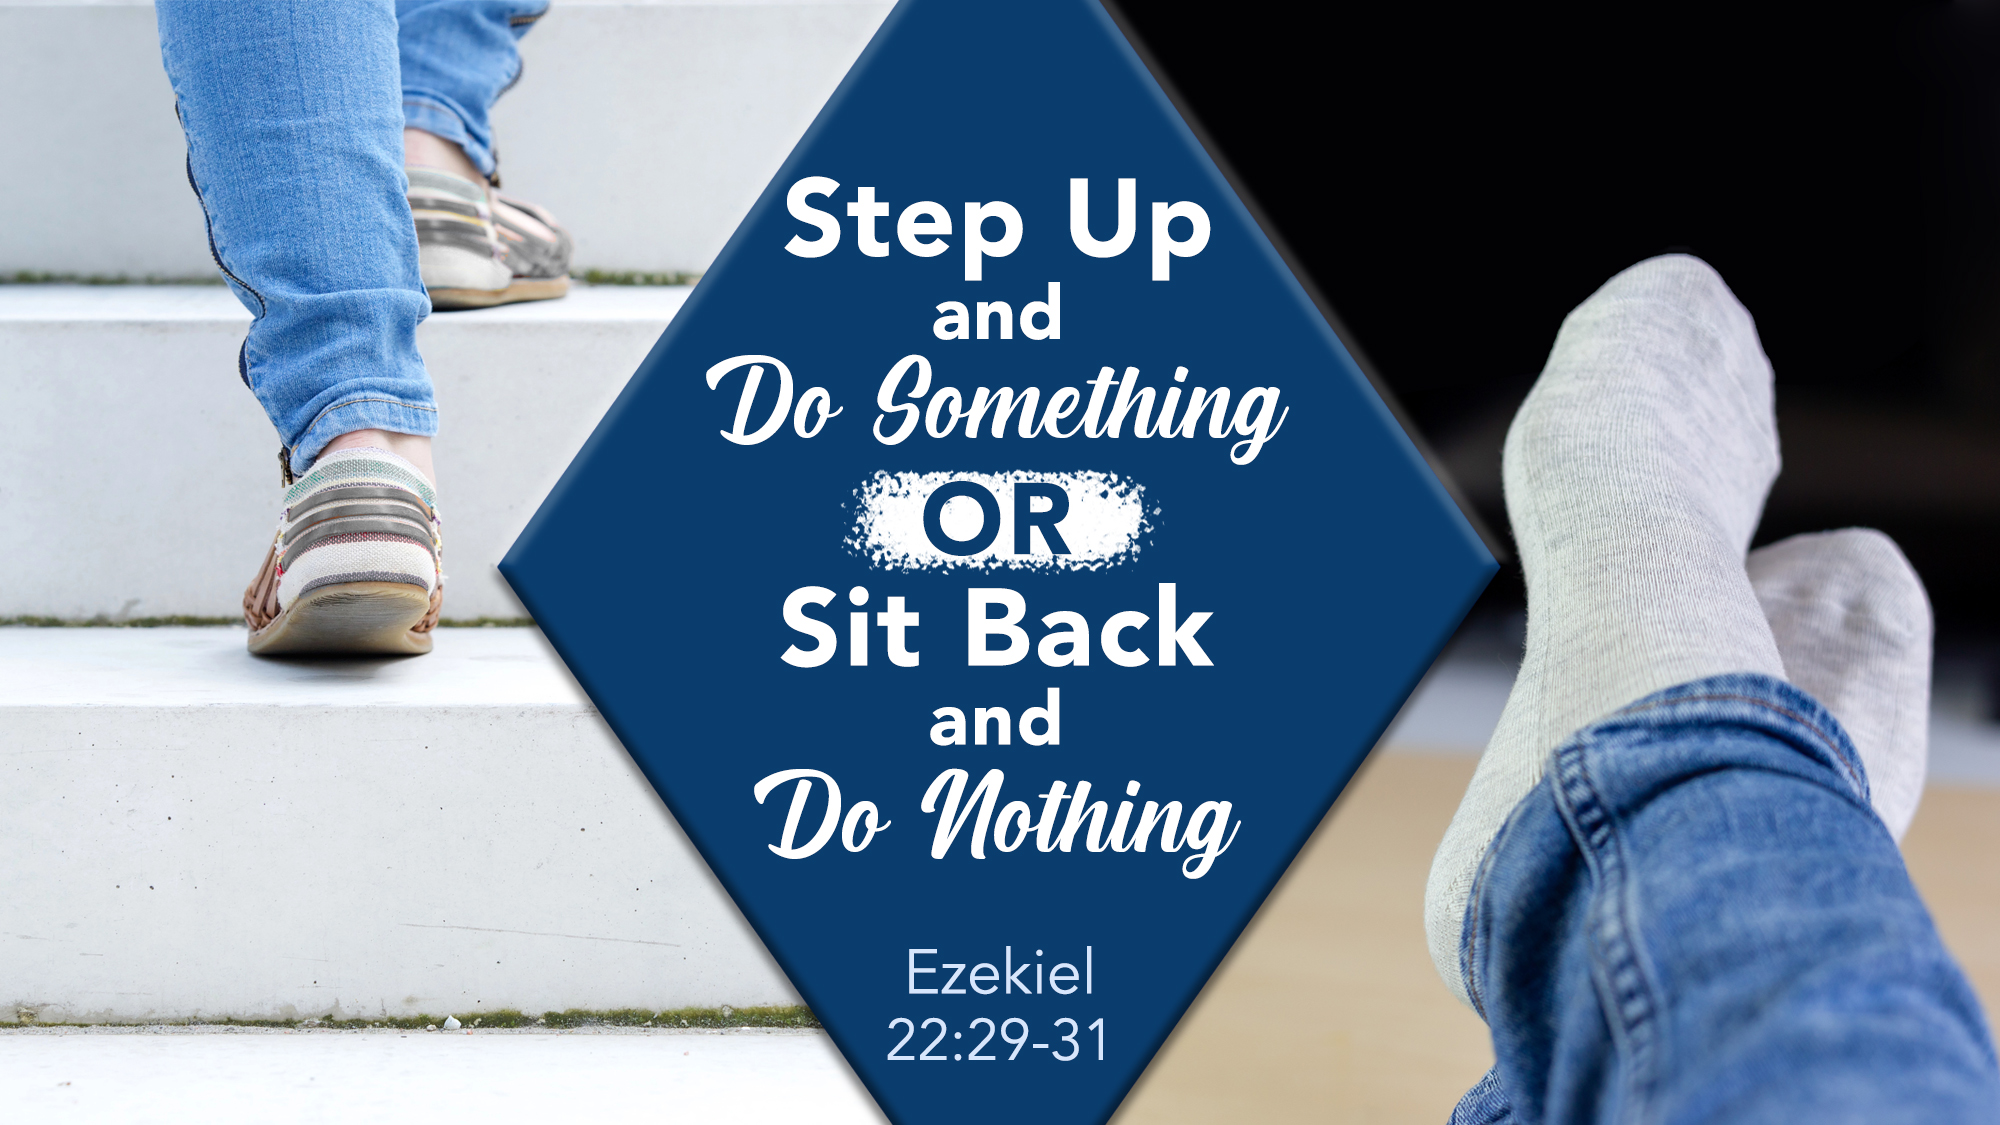 Step Up
and
Do Something
OR
Sit Back
and
Do Nothing
Ezekiel
22:29-31